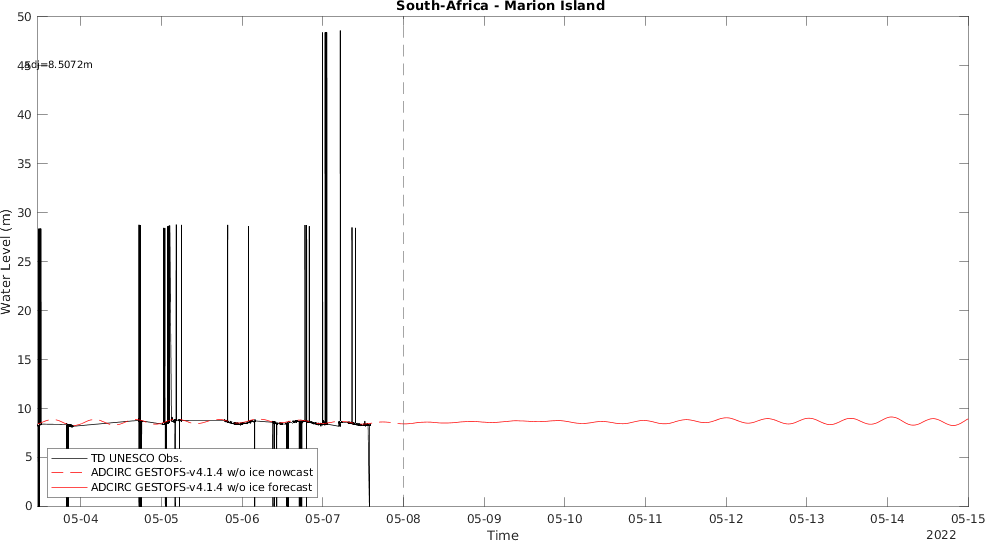 South-Africa - Marion Island
50
45
adj=8.5072m
40
35
30
25
20
15
10
5
0
Water Level (m)
TD UNESCO Obs.
ADCIRC GESTOFS-v4.1.4 w/o ice nowcast
ADCIRC GESTOFS-v4.1.4 w/o ice forecast
05-04 05-05 05-06 05-07 05-08 05-09 05-10 05-11 05-12 05-13 05-14 05-15
Time
2022